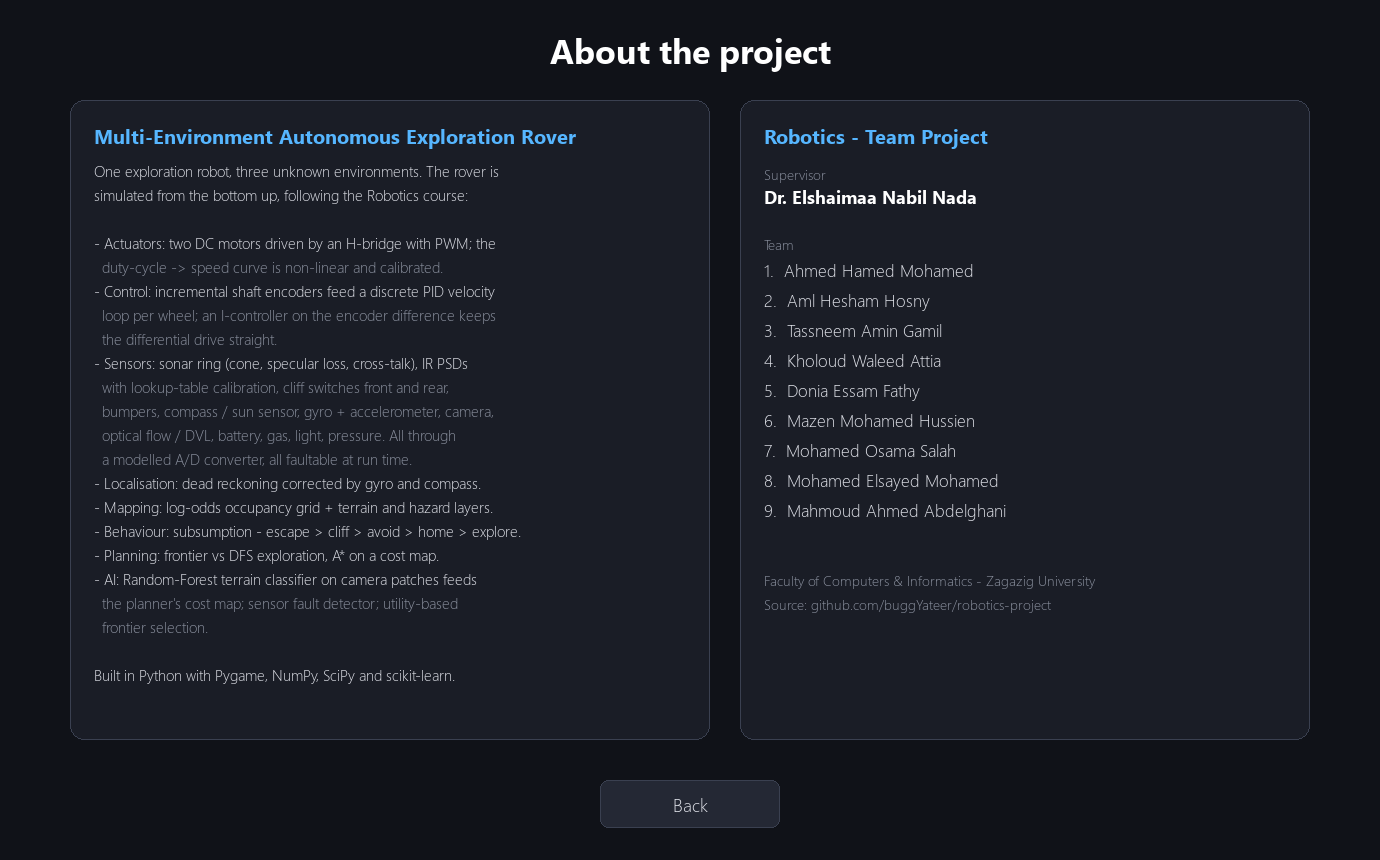 About the project
Multi-Environment Autonomous Exploration Rover
One exploration robot, three unknown environments. The rover is
simulated from the bottom up, following the Robotics course:
- Actuators: two DC motors driven by an H-bridge with PWM; the
duty-cycle -> speed curve is non-linear and calibrated.
- Control: incremental shaft encoders feed a discrete PID velocity
loop per wheel; an I-controller on the encoder difference keeps
the differential drive straight.
- Sensors: sonar ring (cone, specular loss, cross-talk), IR PSDs
with lookup-table calibration, cliff switches front and rear,
bumpers, compass / sun sensor, gyro + accelerometer, camera,
optical flow / DVL, battery, gas, light, pressure. All through
a modelled A/D converter, all faultable at run time.
- Localisation: dead reckoning corrected by gyro and compass.
- Mapping: log-odds occupancy grid + terrain and hazard layers.
- Behaviour: subsumption - escape > cliff > avoid > home > explore.
- Planning: frontier vs DFS exploration, A* on a cost map.
- AI: Random-Forest terrain classifier on camera patches feeds
the planner's cost map; sensor fault detector; utility-based
frontier selection.
Built in Python with Pygame, NumPy, SciPy and scikit-learn.
Robotics - Team Project
Supervisor
Dr. Elshaimaa Nabil Nada
Team
1. Ahmed Hamed Mohamed
2. Aml Hesham Hosny
3. Tassneem Amin Gamil
4. Kholoud Waleed Attia
5. Donia Essam Fathy
6. Mazen Mohamed Hussien
7. Mohamed Osama Salah
8. Mohamed Elsayed Mohamed
9. Mahmoud Ahmed Abdelghani
Faculty of Computers & Informatics - Zagazig University
Source: github.com/buggYateer/robotics-project
Back